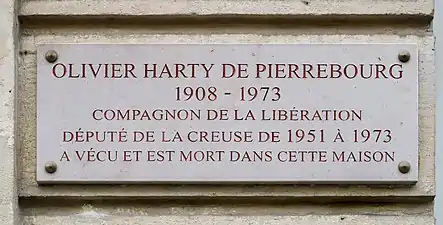 OLIVIER HARTY DE PIERREBOURG
1908 - 1973
COMPAGNON DE LA LIBÉRATION
DÉPUTÉ DE LA CREUSE DE 1951 À 1973
A VÉCU ET EST MORT DANS CETTE MAISON